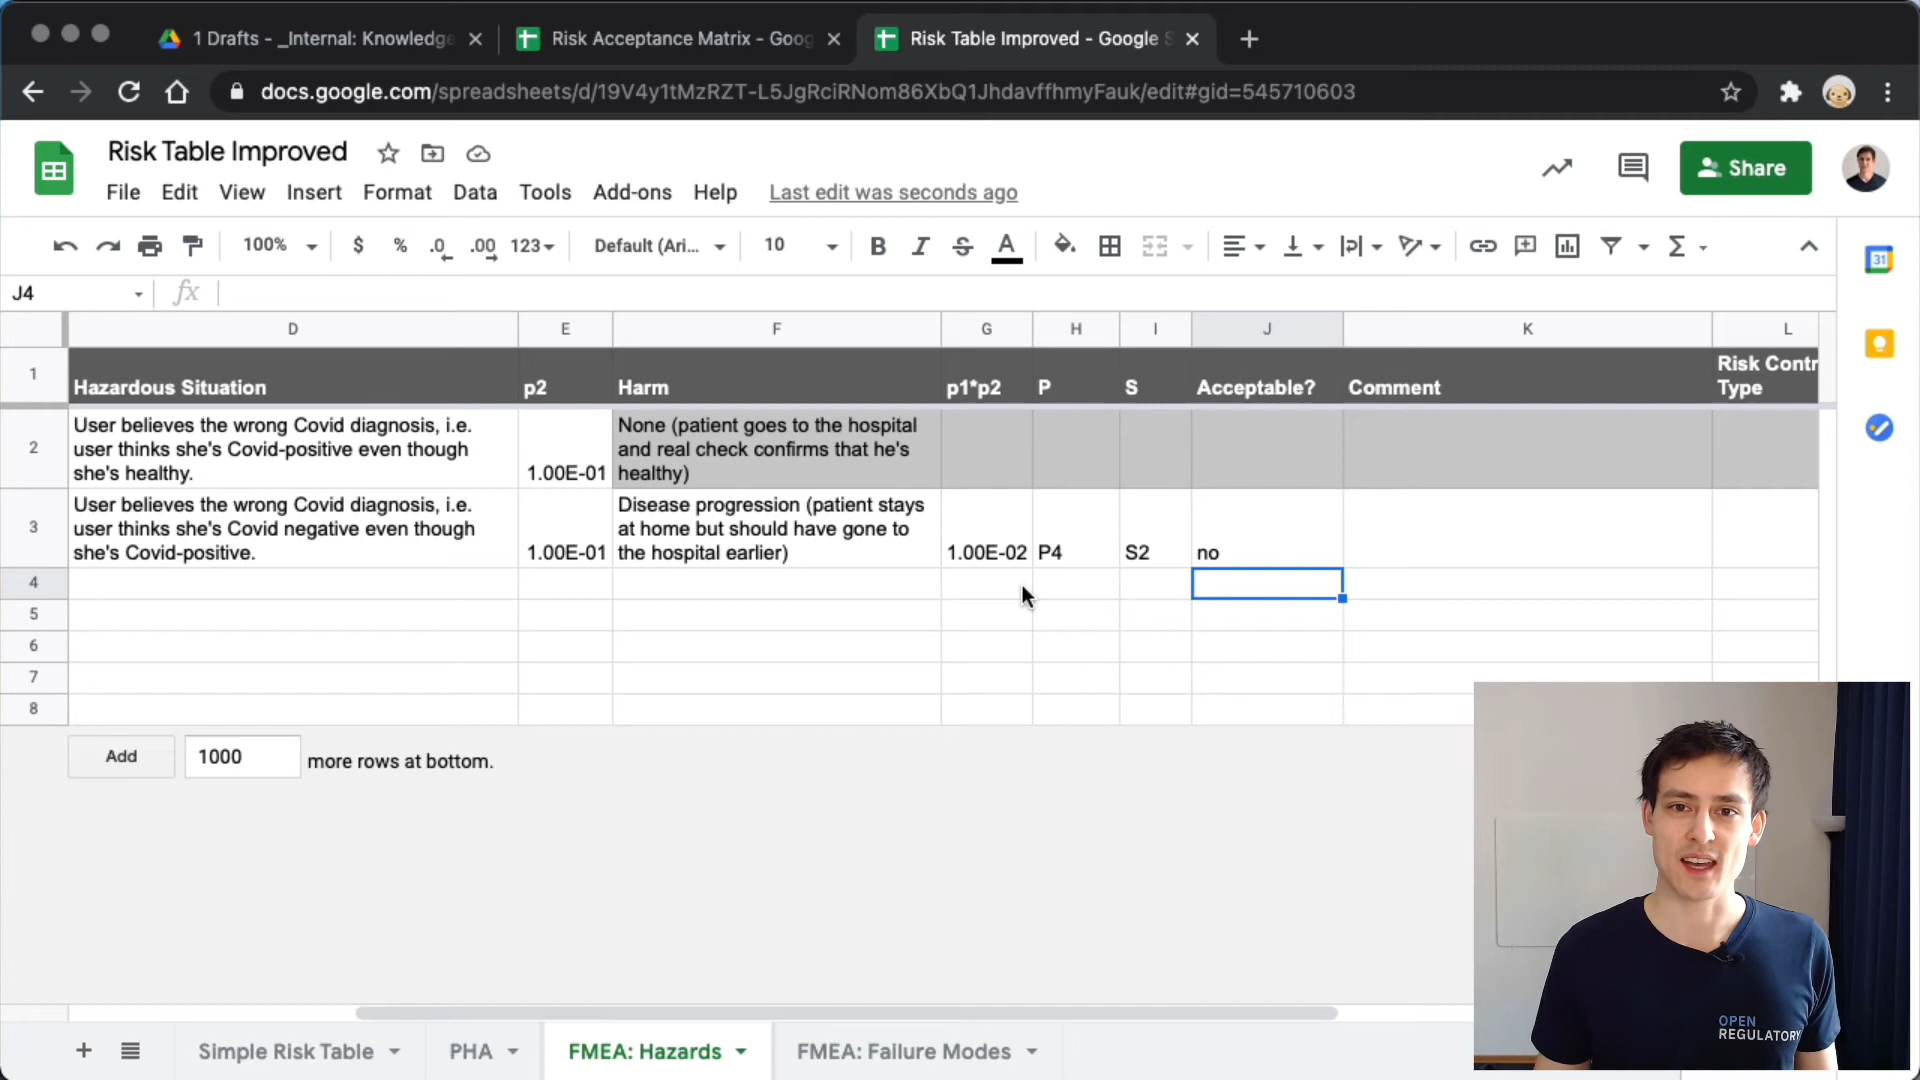 1 Drafts - _Internal: Knowledge
Risk Acceptance Matrix - Goog
Risk Table Improved - Google S
docs.google.com/spreadsheets/d/19V4y1tMzRZT-L5JgRciRNom86XbQ1JhdavffhmyFauk/edit#gid=545710603
Risk Table Improved
File Edit View Insert Format Data Tools Add-ons Help Last edit was seconds ago
Share
100% $ % .0 .00 123 Default (Ari... 10 B I S A
31
J4 fx
D E F G H I J K L
1 Hazardous Situation p2 Harm p1*p2 P S Acceptable? Comment Risk Contr
Type
2 User believes the wrong Covid diagnosis, i.e.
user thinks she's Covid-positive even though
she's healthy. 1.00E-01 None (patient goes to the hospital
and real check confirms that he's
healthy)
3 User believes the wrong Covid diagnosis, i.e.
user thinks she's Covid negative even though
she's Covid-positive. 1.00E-01 Disease progression (patient stays
at home but should have gone to
the hospital earlier) 1.00E-02 P4 S2 no
4
5
6
7
8
Add 1000 more rows at bottom.
Simple Risk Table PHA FMEA: Hazards FMEA: Failure Modes
OPEN
REGULATORY